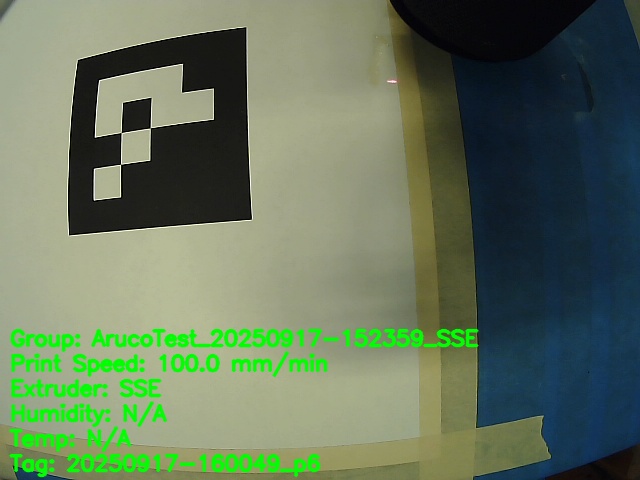 Group: ArucoTest_20250917-152359_SSE
Print Speed: 100.0 mm/min
Extruder: SSE
Humidity: N/A
Temp: N/A
Tag: 20250917-160049_p6